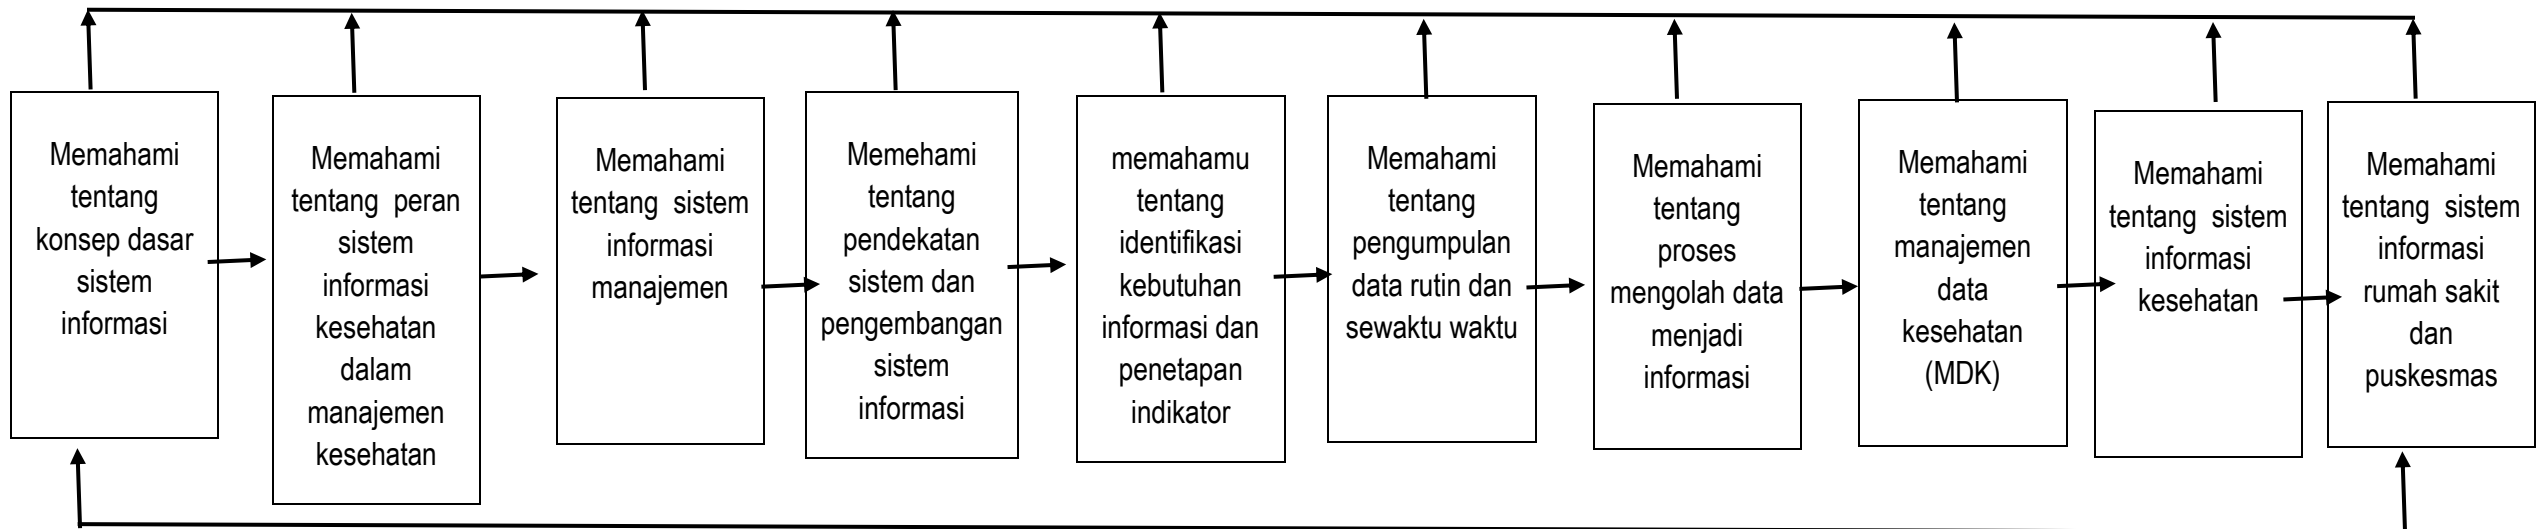 Memahami
tentang
konsep dasar
sistem
informasi
Memahami
tentang peran
sistem
informasi
kesehatan
dalam
manajemen
kesehatan
Memahami
tentang sistem
informasi
manajemen
Memehami
tentang
pendekatan
sistem dan
pengembangan
sistem
informasi
memahamu
tentang
identifikasi
kebutuhan
informasi dan
penetapan
indikator
Memahami
tentang
pengumpulan
data rutin dan
sewaktu waktu
Memahami
tentang
proses
mengolah data
menjadi
informasi
Memahami
tentang
manajemen
data
kesehatan
(MDK)
Memahami
tentang sistem
informasi
kesehatan
Memahami
tentang sistem
informasi
rumah sakit
dan
puskesmas